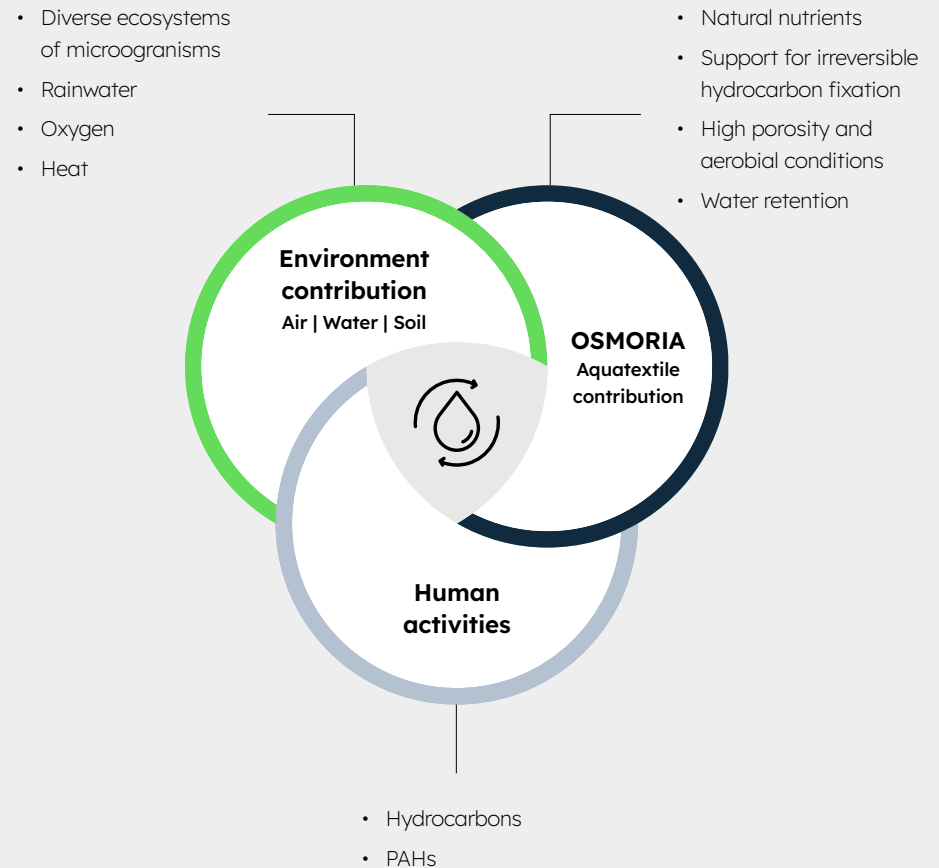 • Diverse ecosystems
of microogranisms
• Rainwater
• Oxygen
• Heat
• Natural nutrients
• Support for irreversible
hydrocarbon fixation
• High porosity and
aerobial conditions
• Water retention
Environment
contribution
Air | Water | Soil
OSMORIA
Aquatextile
contribution
Human
activities
• Hydrocarbons
• PAHs